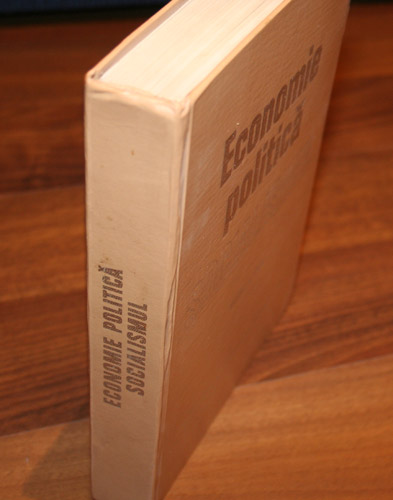 Economie
politică
ECONOMIE POLITICĂ
SOCIALISMUL